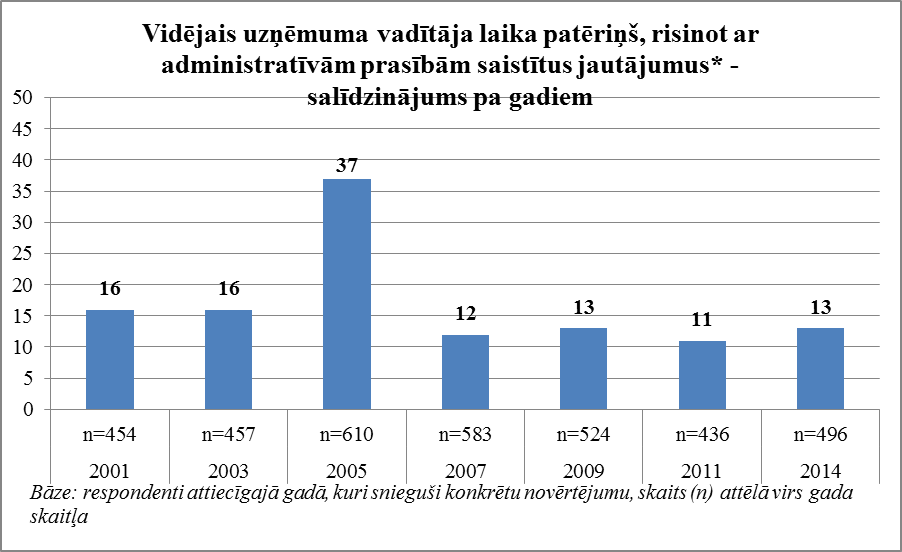 Vidējais uzņēmuma vadītāja laika patēriņš, risinot ar
administratīvām prasībām saistītus jautājumus* -
salīdzinājums pa gadiem
50
45
40
35
30
25
20
15
10
5
0
16
16
37
12
13
11
13
n=454 n=457 n=610 n=583 n=524 n=436 n=496
2001 2003 2005 2007 2009 2011 2014
Bāze: respondenti attiecīgajā gadā, kuri snieguši konkrētu novērtējumu, skaits (n) attēlā virs gada
skaitļa